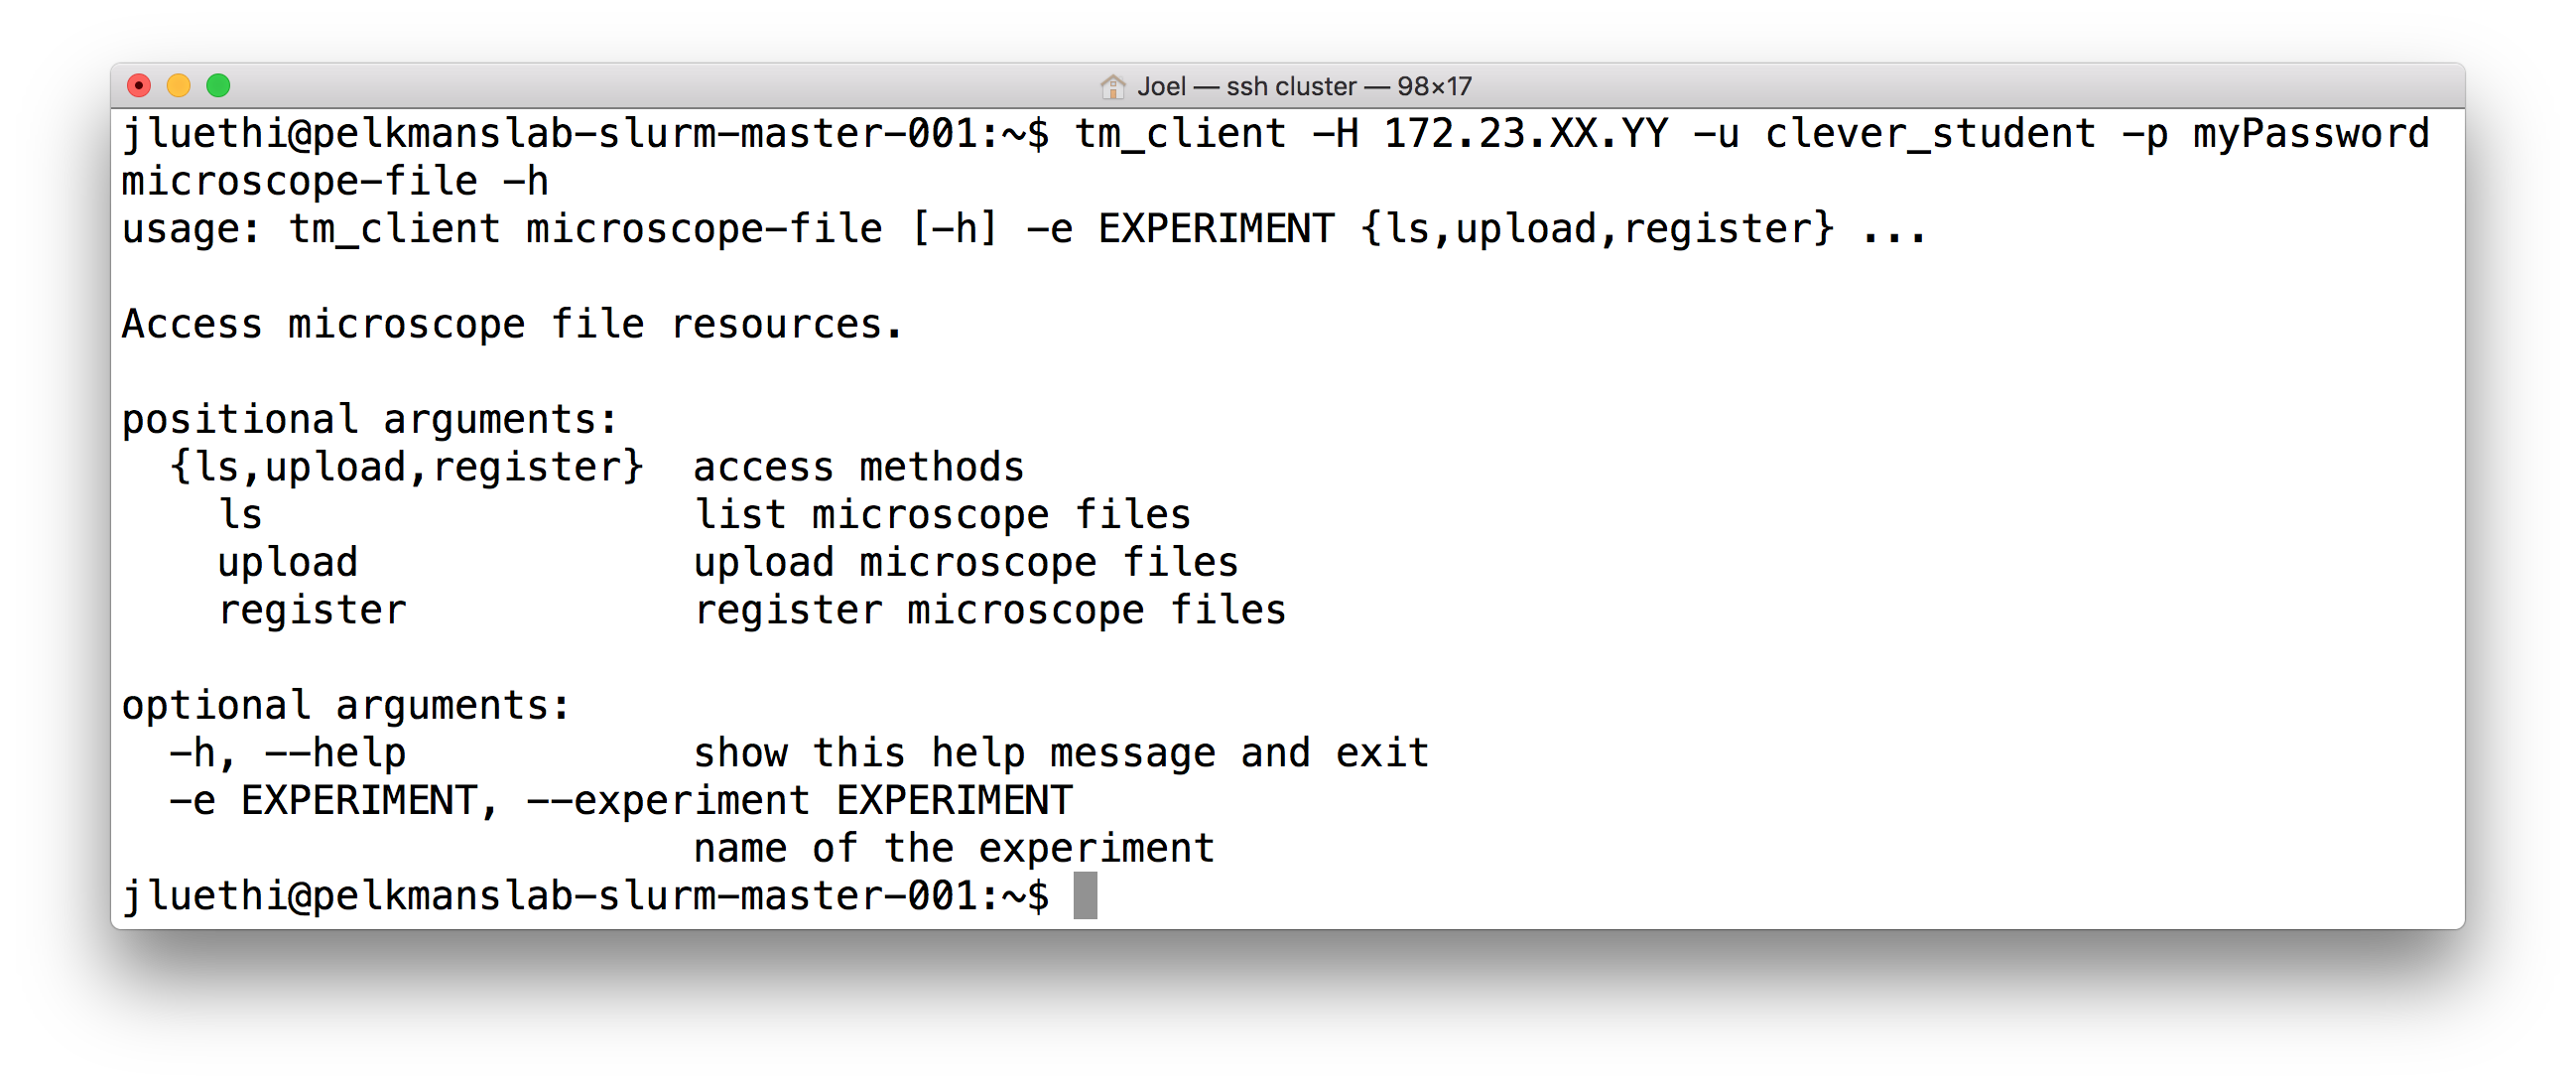 Joel — ssh cluster — 98×17
jluethi@pelkmanslab-slurm-master-001:~$ tm_client -H 172.23.XX.YY -u clever_student -p myPassword
microscope-file -h
usage: tm_client microscope-file [-h] -e EXPERIMENT {ls,upload,register} ...
Access microscope file resources.
positional arguments:
{ls,upload,register}  access methods
ls                  list microscope files
upload              upload microscope files
register            register microscope files
optional arguments:
-h, --help            show this help message and exit
-e EXPERIMENT, --experiment EXPERIMENT
name of the experiment
jluethi@pelkmanslab-slurm-master-001:~$